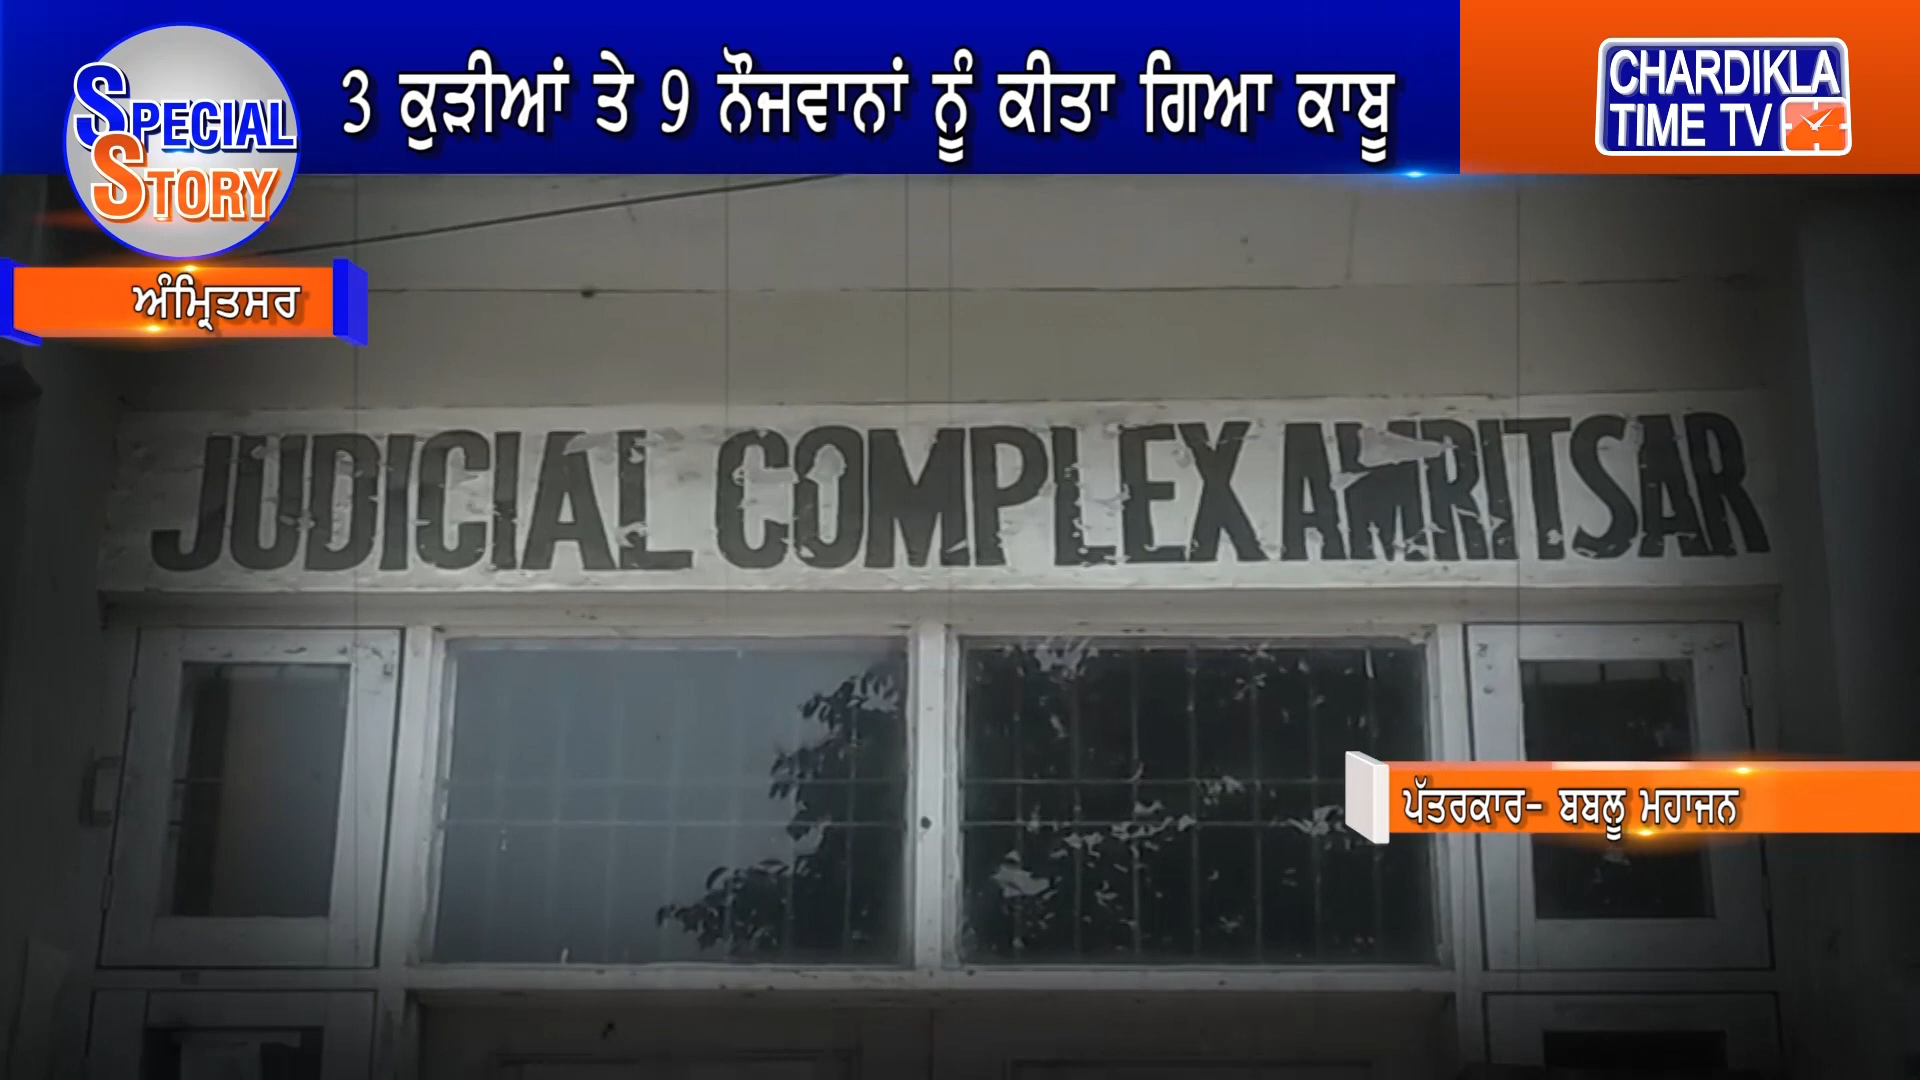 3 ਕੁੜੀਆਂ ਤੇ 9 ਨੌਜਵਾਨਾਂ ਨੂੰ ਕੀਤਾ ਗਿਆ ਕਾਬੂ
CHARDIKLA
TIME TV
SPECIAL
STORY
ਅੰਮ੍ਰਿਤਸਰ
JUDICIAL COMPLEX AMRITSAR
ਪੱਤਰਕਾਰ- ਬਬਲੂ ਮਹਾਜਨ